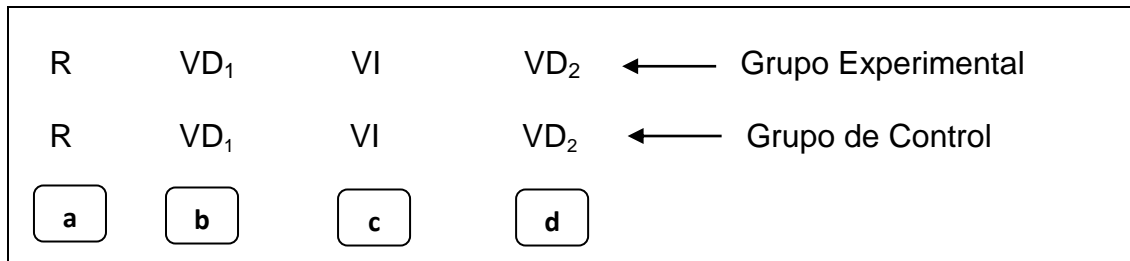 R VD₁ VI VD₂ Grupo Experimental
R VD₁ VI VD₂ Grupo de Control
a b c d